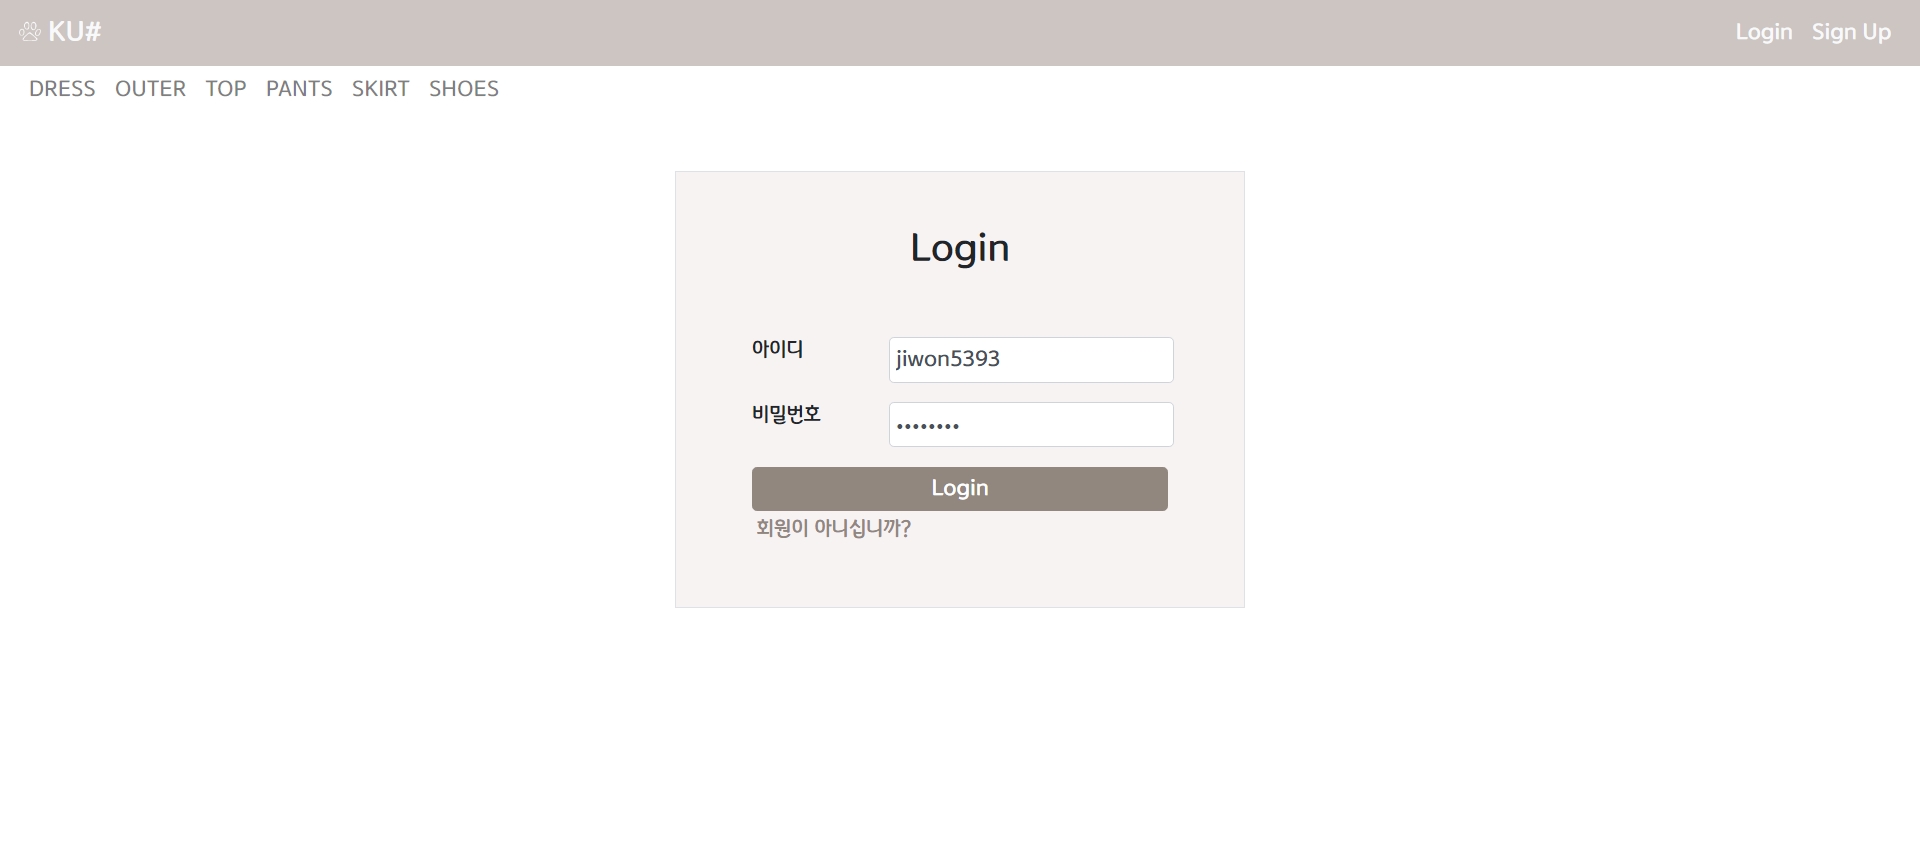 KU# Login Sign Up
DRESS OUTER TOP PANTS SKIRT SHOES
Login
아이디 jiwon5393
비밀번호 ••••••••
Login
회원이 아니십니까?